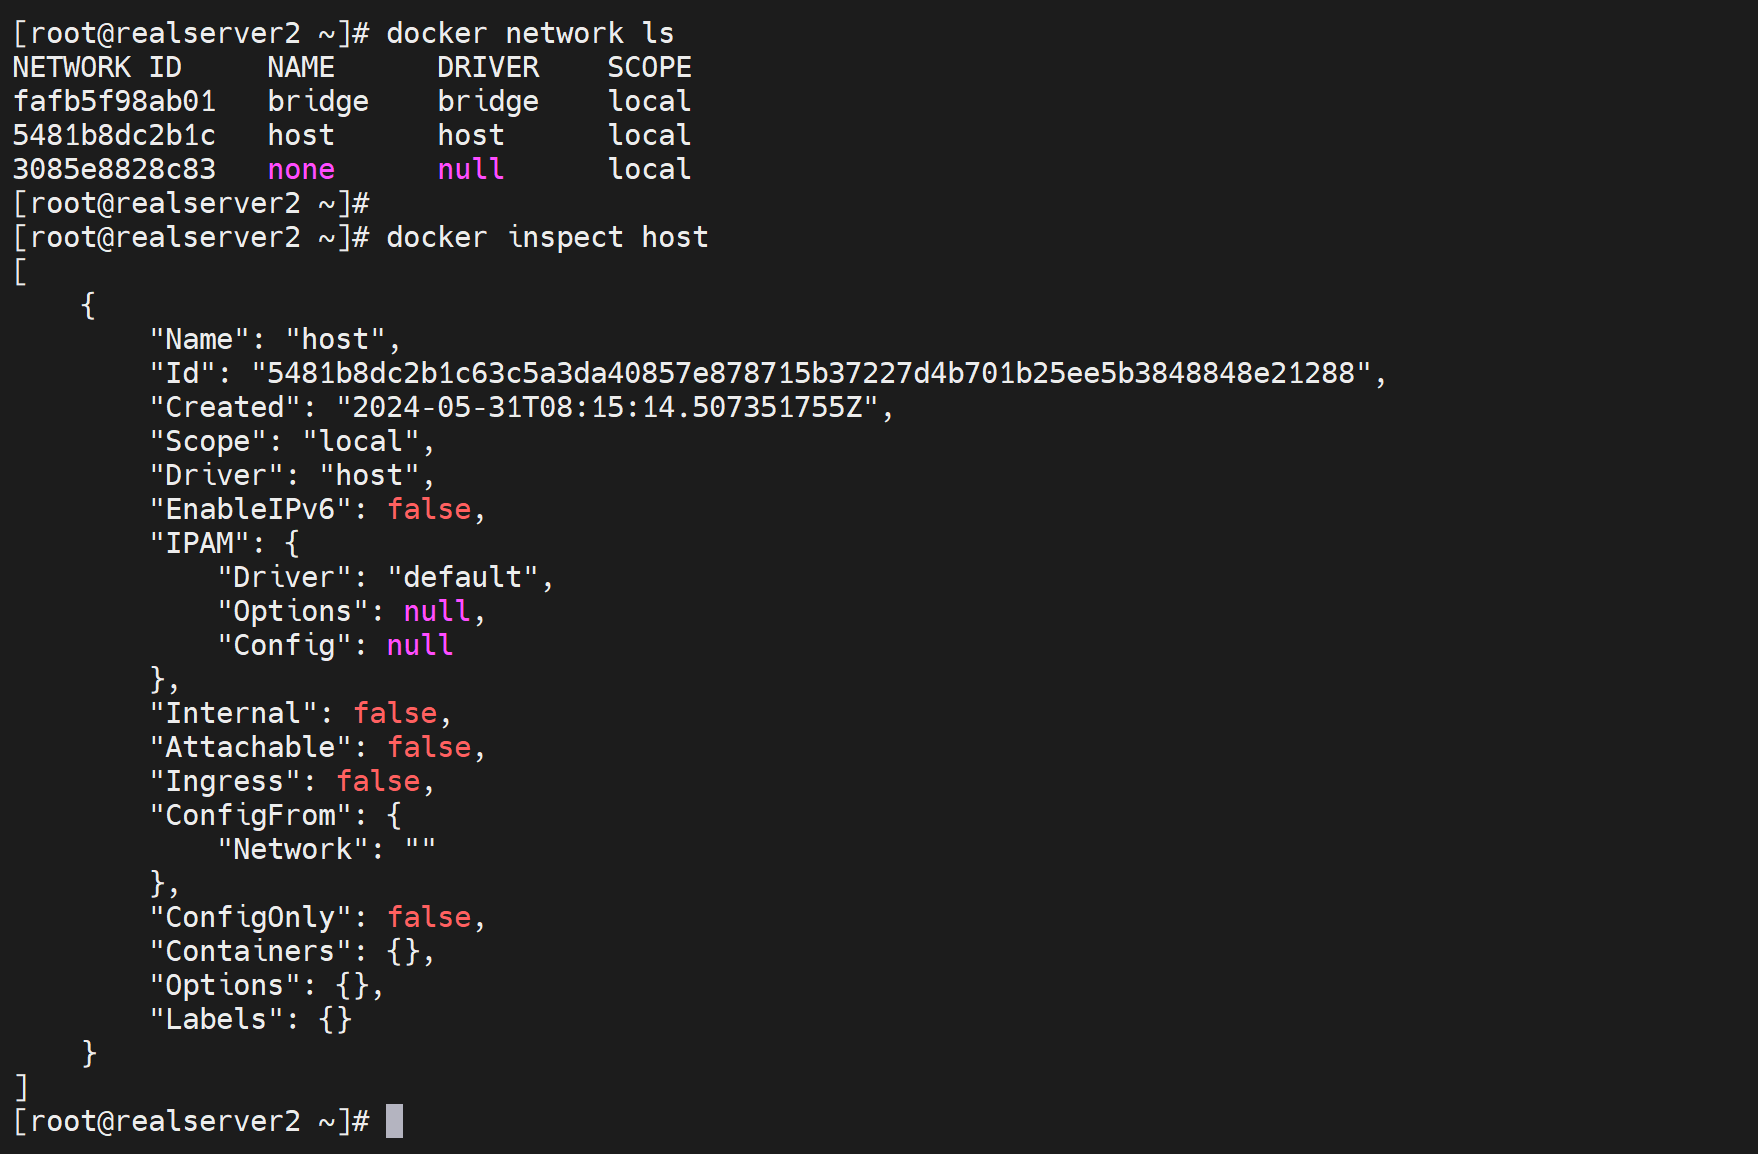 [root@realserver2 ~]# docker network ls
NETWORK ID     NAME      DRIVER    SCOPE
fafb5f98ab01   bridge    bridge    local
5481b8dc2b1c   host      host      local
3085e8828c83   none      null      local
[root@realserver2 ~]#
[root@realserver2 ~]# docker inspect host
[
    {
        "Name": "host",
        "Id": "5481b8dc2b1c63c5a3da40857e878715b37227d4b701b25ee5b3848848e21288",
        "Created": "2024-05-31T08:15:14.507351755Z",
        "Scope": "local",
        "Driver": "host",
        "EnableIPv6": false,
        "IPAM": {
            "Driver": "default",
            "Options": null,
            "Config": null
        },
        "Internal": false,
        "Attachable": false,
        "Ingress": false,
        "ConfigFrom": {
            "Network": ""
        },
        "ConfigOnly": false,
        "Containers": {},
        "Options": {},
        "Labels": {}
    }
]
[root@realserver2 ~]#